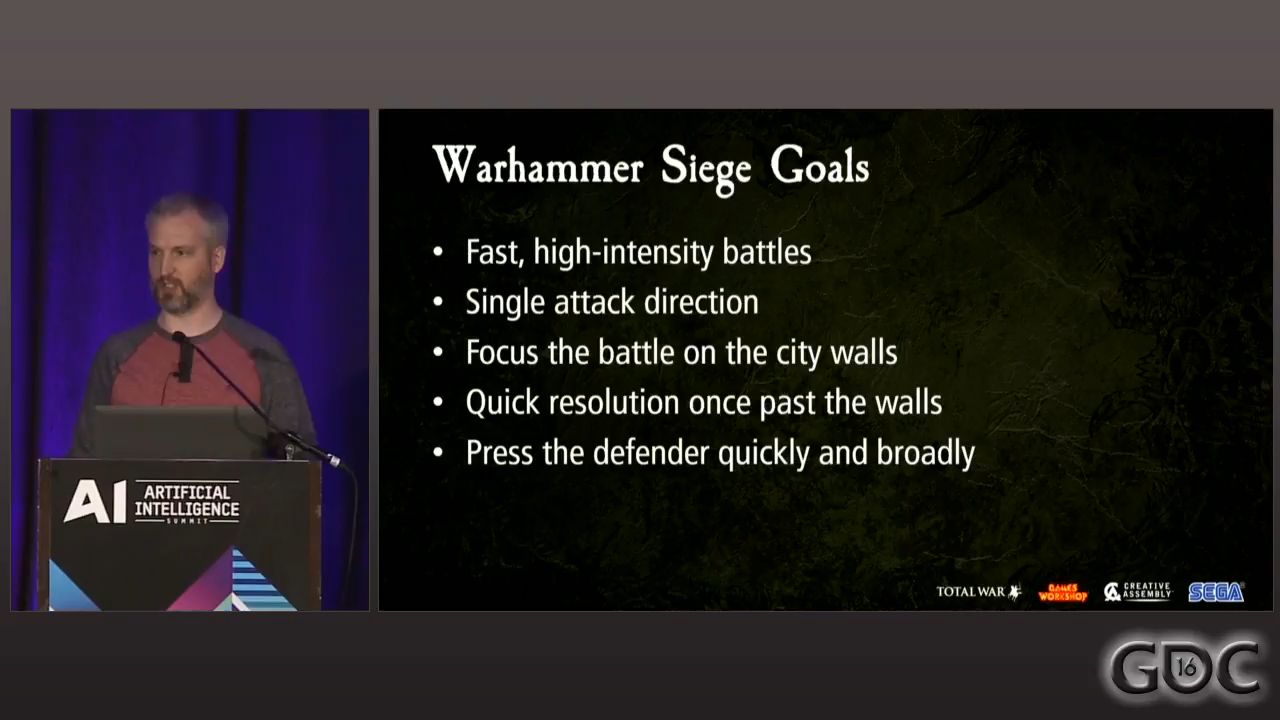 Warhammer Siege Goals
• Fast, high-intensity battles
• Single attack direction
• Focus the battle on the city walls
• Quick resolution once past the walls
• Press the defender quickly and broadly
AI ARTIFICIAL
INTELLIGENCE
SUMMIT
TOTAL WAR
GAMES
WORKSHOP
CREATIVE
ASSEMBLY
SEGA
GDC
16